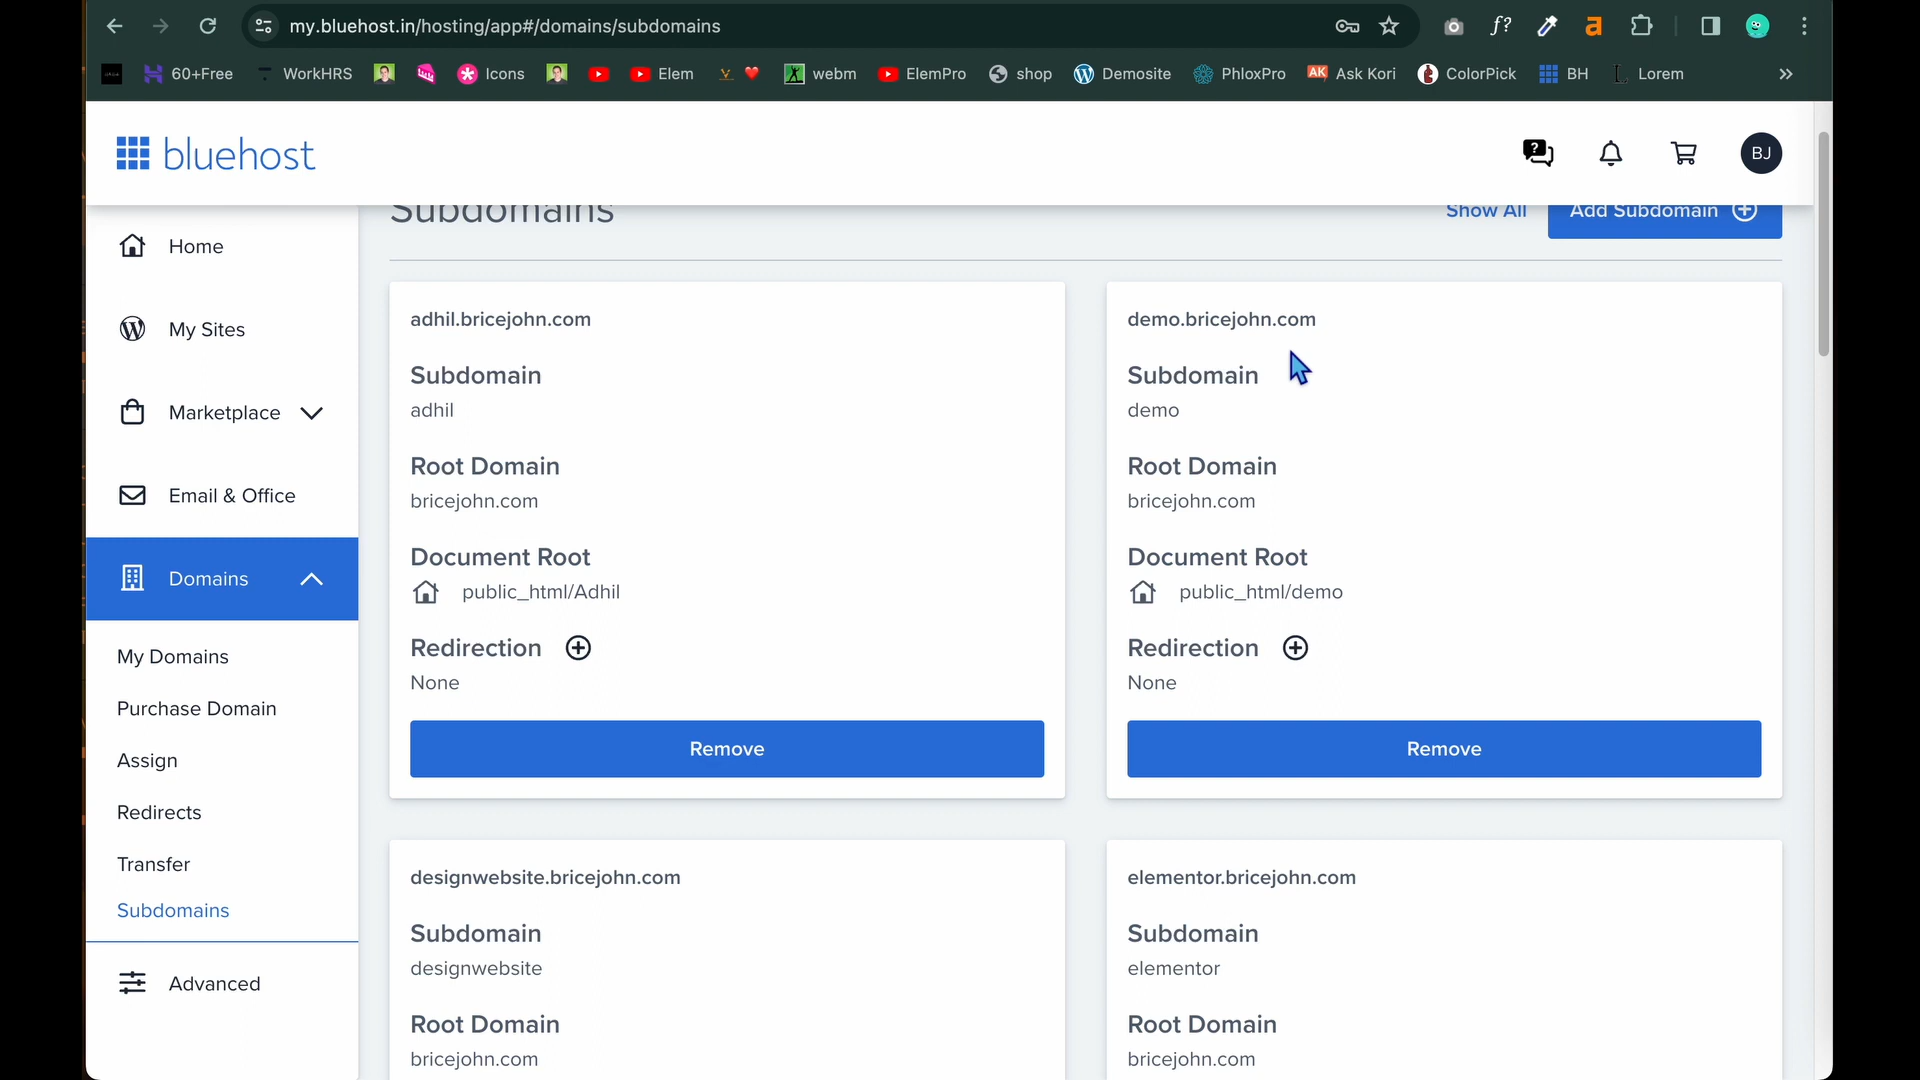 my.bluehost.in/hosting/app#/domains/subdomains
60+Free
WorkHRS
Icons
Elem
webm
ElemPro
shop
Demosite
PhloxPro
AK Ask Kori
ColorPick
BH
Lorem
bluehost
BJ
Home
My Sites
Marketplace
Email & Office
Domains
My Domains
Purchase Domain
Assign
Redirects
Transfer
Subdomains
Advanced
Subdomains
Show All
Add Subdomain
adhil.bricejohn.com
Subdomain
adhil
Root Domain
bricejohn.com
Document Root
public_html/Adhil
Redirection
None
Remove
demo.bricejohn.com
Subdomain
demo
Root Domain
bricejohn.com
Document Root
public_html/demo
Redirection
None
Remove
designwebsite.bricejohn.com
Subdomain
designwebsite
Root Domain
bricejohn.com
elementor.bricejohn.com
Subdomain
elementor
Root Domain
bricejohn.com